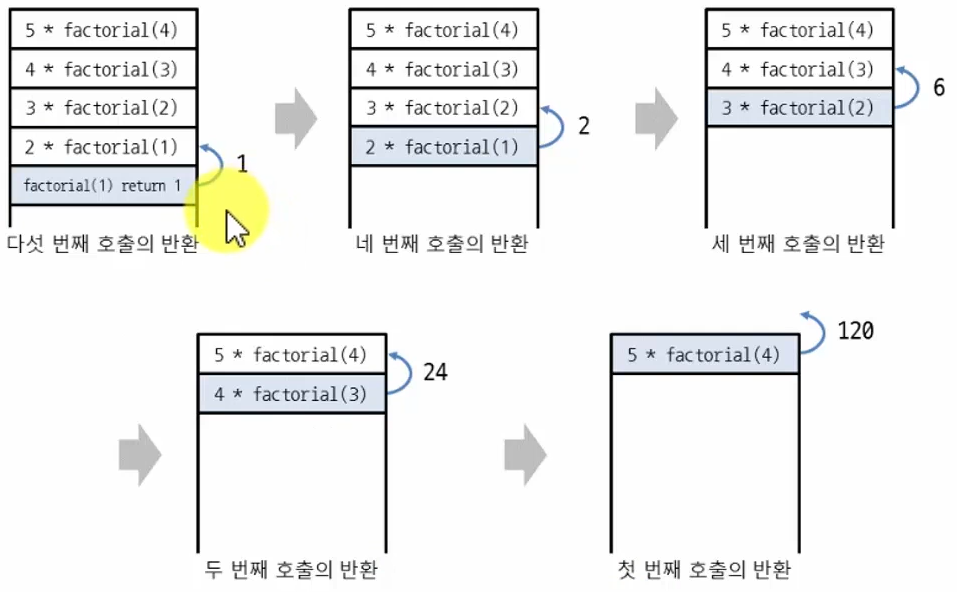 5 * factorial(4)
4 * factorial(3)
3 * factorial(2)
2 * factorial(1)
factorial(1) return 1
1
다섯 번째 호출의 반환
5 * factorial(4)
4 * factorial(3)
3 * factorial(2)
2 * factorial(1)
2
네 번째 호출의 반환
5 * factorial(4)
4 * factorial(3)
3 * factorial(2)
6
세 번째 호출의 반환
5 * factorial(4)
4 * factorial(3)
24
두 번째 호출의 반환
5 * factorial(4)
120
첫 번째 호출의 반환